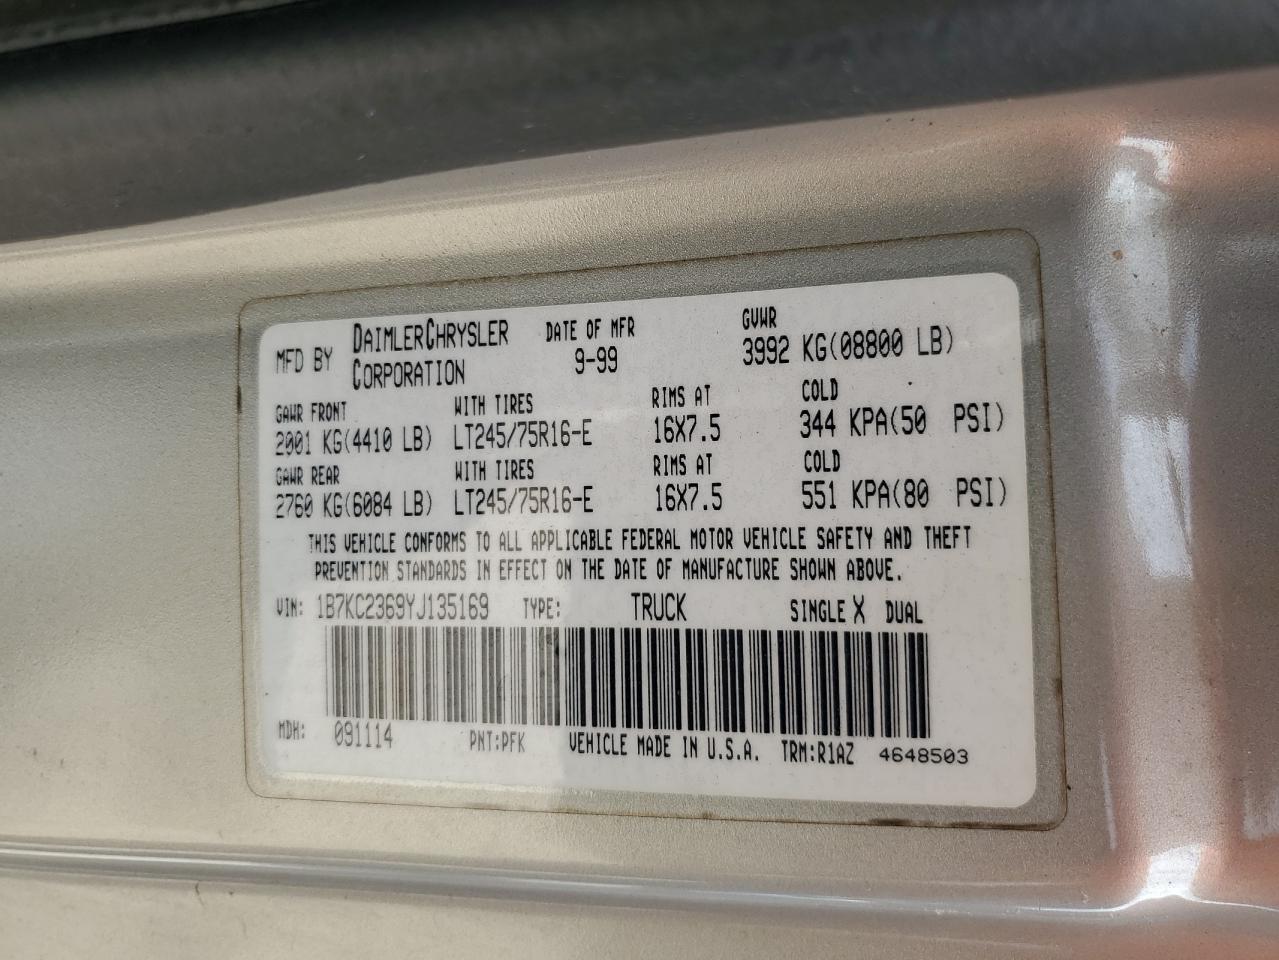 MFD BY DAIMLERCHRYSLER CORPORATION DATE OF MFR 9-99 GVWR 3992 KG(08800 LB)
GAWR FRONT WITH TIRES RIMS AT COLD
2001 KG(4410 LB) LT245/75R16-E 16X7.5 344 KPA(50 PSI)
GAWR REAR WITH TIRES RIMS AT COLD
2760 KG(6084 LB) LT245/75R16-E 16X7.5 551 KPA(80 PSI)
THIS VEHICLE CONFORMS TO ALL APPLICABLE FEDERAL MOTOR VEHICLE SAFETY AND THEFT
PREVENTION STANDARDS IN EFFECT ON THE DATE OF MANUFACTURE SHOWN ABOVE.
VIN: 1B7KC2369YJ135169 TYPE: TRUCK SINGLE X DUAL
MDH: 091114 PNT:PFK VEHICLE MADE IN U.S.A. TRM:R1AZ 4648503